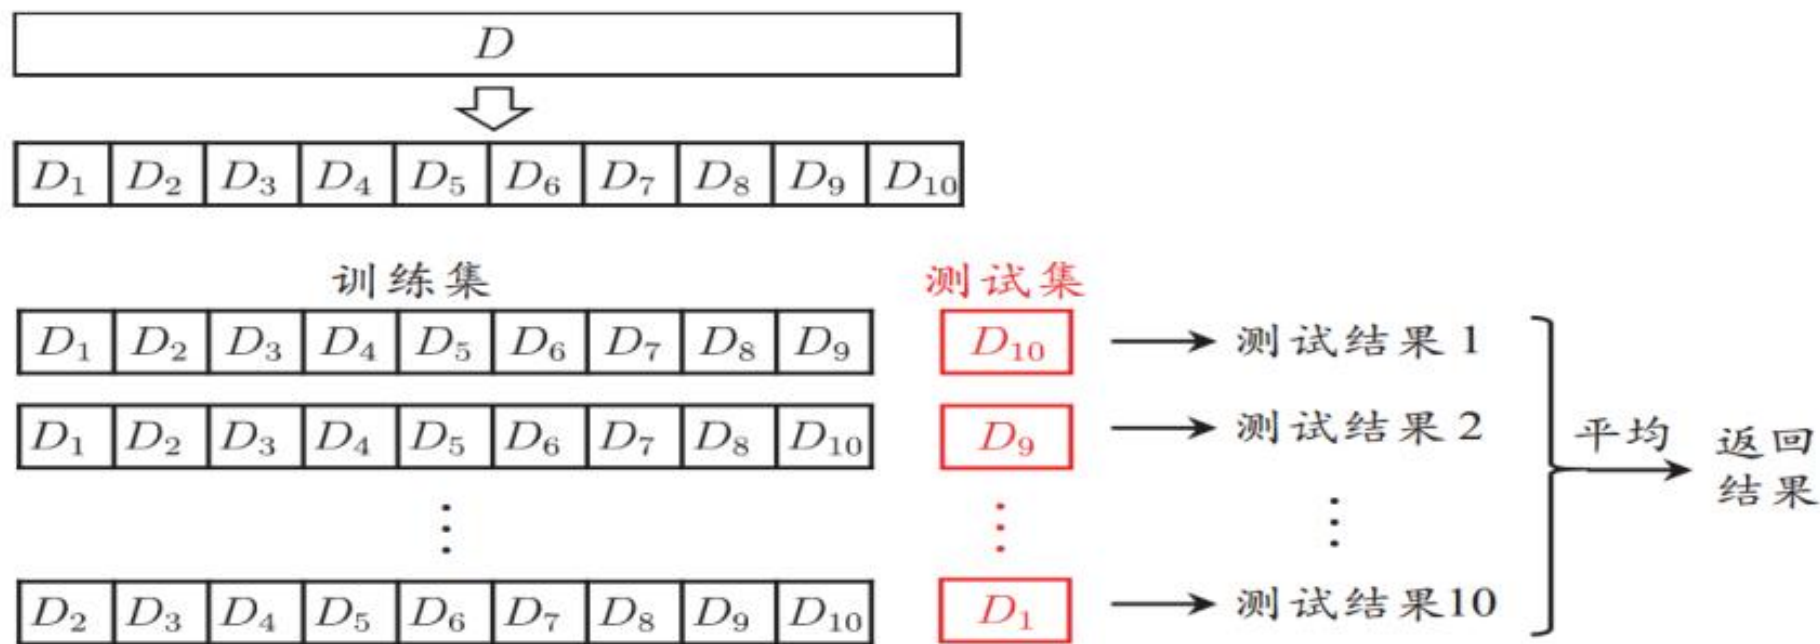 D
D₁ D₂ D₃ D₄ D₅ D₆ D₇ D₈ D₉ D₁₀
训练集 测试集
D₁ D₂ D₃ D₄ D₅ D₆ D₇ D₈ D₉ D₁₀ 测试结果 1
D₁ D₂ D₃ D₄ D₅ D₆ D₇ D₈ D₁₀ D₉ 测试结果 2
平均 返回
结果
D₂ D₃ D₄ D₅ D₆ D₇ D₈ D₉ D₁₀ D₁ 测试结果10